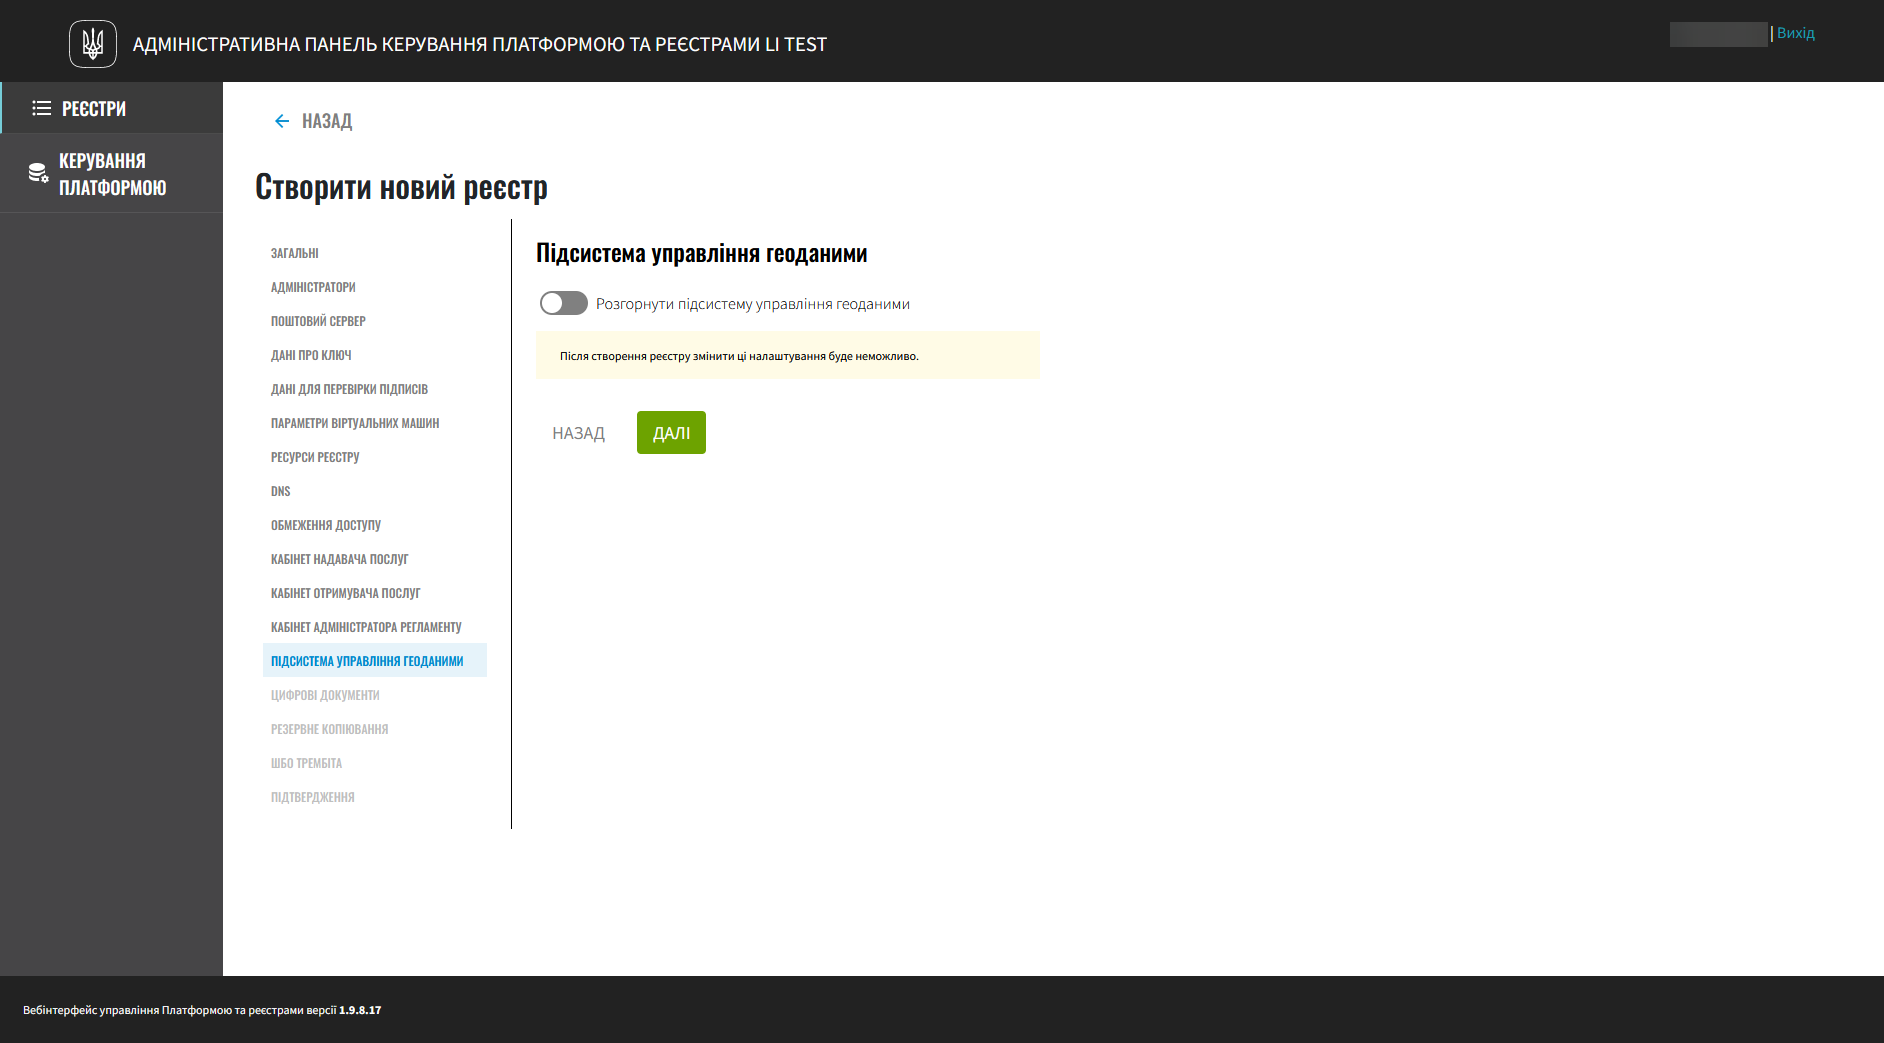 АДМІНІСТРАТИВНА ПАНЕЛЬ КЕРУВАННЯ ПЛАТФОРМОЮ ТА РЕЄСТРАМИ LI TEST
| Вихід
РЕЄСТРИ
КЕРУВАННЯ
ПЛАТФОРМОЮ
НАЗАД
Створити новий реєстр
ЗАГАЛЬНІ
АДМІНІСТРАТОРИ
ПОШТОВИЙ СЕРВЕР
ДАНІ ПРО КЛЮЧ
ДАНІ ДЛЯ ПЕРЕВІРКИ ПІДПИСІВ
ПАРАМЕТРИ ВІРТУАЛЬНИХ МАШИН
РЕСУРСИ РЕЄСТРУ
DNS
ОБМЕЖЕННЯ ДОСТУПУ
КАБІНЕТ НАДАВАЧА ПОСЛУГ
КАБІНЕТ ОТРИМУВАЧА ПОСЛУГ
КАБІНЕТ АДМІНІСТРАТОРА РЕГЛАМЕНТУ
ПІДСИСТЕМА УПРАВЛІННЯ ГЕОДАНИМИ
ЦИФРОВІ ДОКУМЕНТИ
РЕЗЕРВНЕ КОПІЮВАННЯ
ШБО ТРЕМБІТА
ПІДТВЕРДЖЕННЯ
Підсистема управління геоданими
Розгорнути підсистему управління геоданими
Після створення реєстру змінити ці налаштування буде неможливо.
НАЗАД
ДАЛІ
Вебінтерфейс управління Платформою та реєстрами версії 1.9.8.17